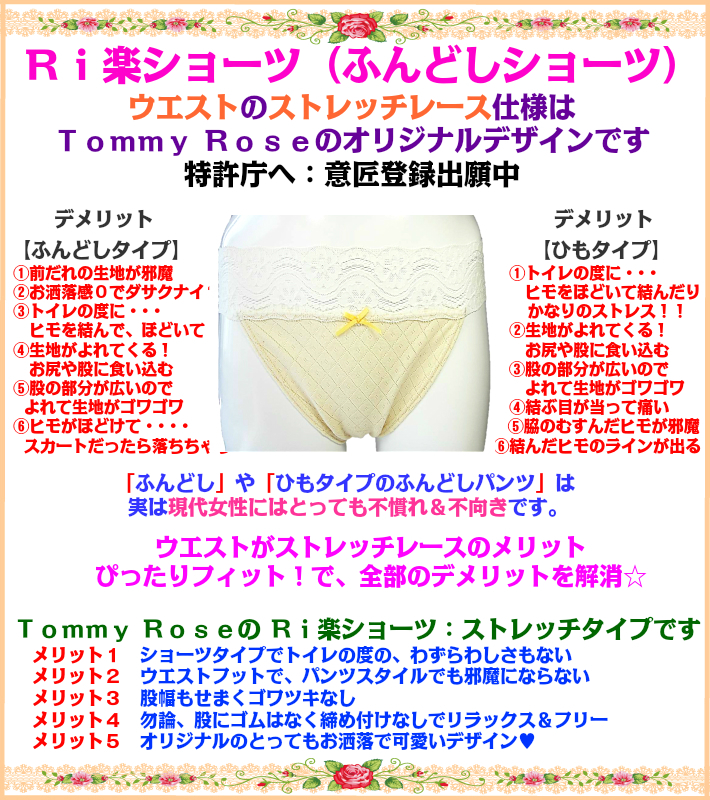 Ｒｉ楽ショーツ（ふんどしショーツ）
ウエストのストレッチレース仕様は
Ｔｏｍｍｙ Ｒｏｓｅのオリジナルデザインです
特許庁へ：意匠登録出願中
デメリット
【ふんどしタイプ】
①前だれの生地が邪魔
②お洒落感０でダサクナイ
③トイレの度に・・・
ヒモを結んで、ほどいて
④生地がよれてくる！
お尻や股に食い込む
⑤股の部分が広いので
よれて生地がゴワゴワ
⑥ヒモがほどけて・・・・
スカートだったら落ちちゃ
デメリット
【ひもタイプ】
①トイレの度に・・・
ヒモをほどいて結んだり
かなりのストレス！！
②生地がよれてくる！
お尻や股に食い込む
③股の部分が広いので
よれて生地がゴワゴワ
④結ぶ目が当って痛い
⑤脇のむすんだヒモが邪魔
⑥結んだヒモのラインが出る
「ふんどし」や「ひもタイプのふんどしパンツ」は
実は現代女性にはとっても不慣れ＆不向きです。
ウエストがストレッチレースのメリット
ぴったりフィット！で、全部のデメリットを解消☆
Ｔｏｍｍｙ Ｒｏｓｅの Ｒｉ楽ショーツ：ストレッチタイプです
メリット１　ショーツタイプでトイレの度の、わずらわしさもない
メリット２　ウエストフットで、パンツスタイルでも邪魔にならない
メリット３　股幅もせまくゴワツキなし
メリット４　勿論、股にゴムはなく締め付けなしでリラックス＆フリー
メリット５　オリジナルのとってもお洒落で可愛いデザイン♥